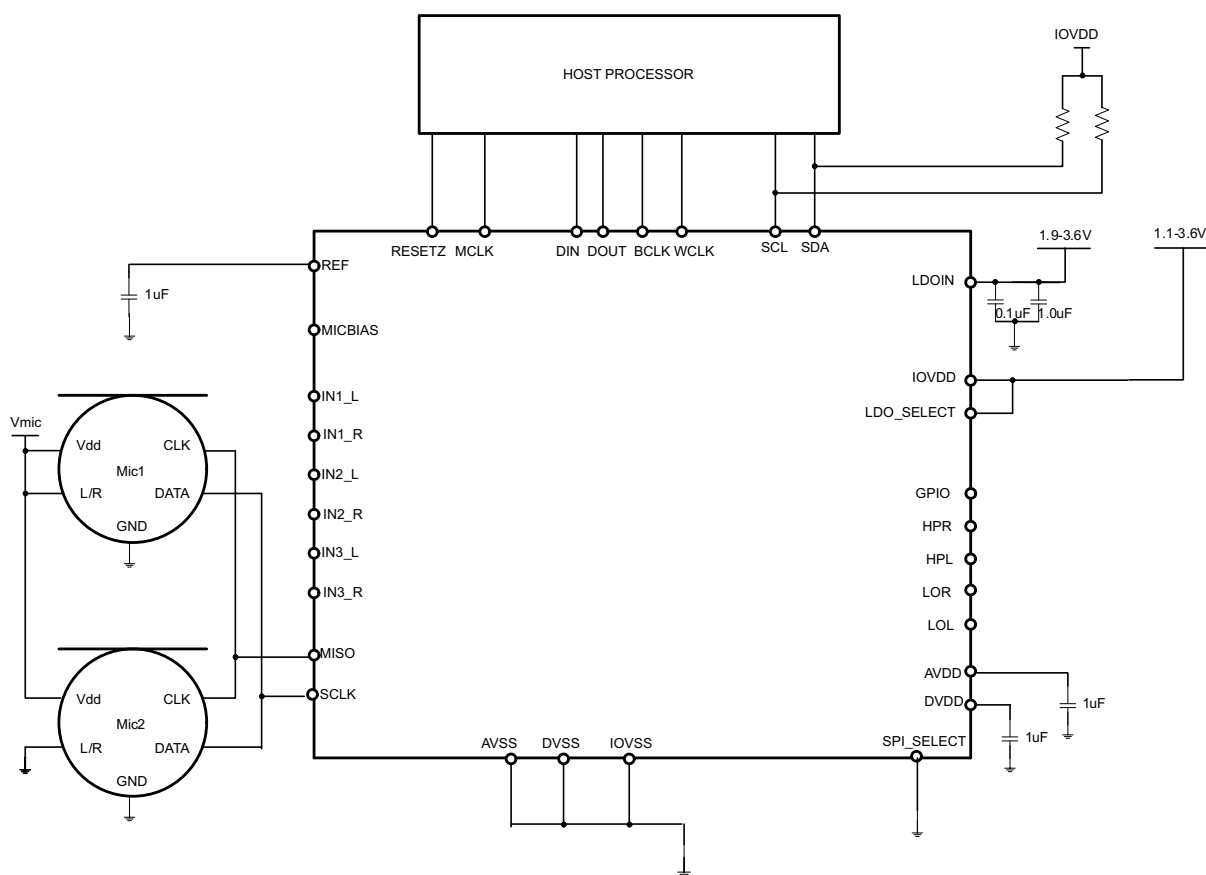 IOVDD
HOST PROCESSOR
RESETZ MCLK DIN DOUT BCLK WCLK SCL SDA
1.9-3.6V
1.1-3.6V
REF
1uF
LDOIN
0.1uF 1.0uF
MICBIAS
IOVDD
LDO_SELECT
IN1_L
IN1_R
IN2_L
IN2_R
IN3_L
IN3_R
Vmic
Vdd CLK
Mic1
L/R DATA
GND
GPIO
HPR
HPL
LOR
LOL
MISO
SCLK
AVDD
1uF
DVDD
1uF
SPI_SELECT
Vdd CLK
Mic2
L/R DATA
GND
AVSS DVSS IOVSS